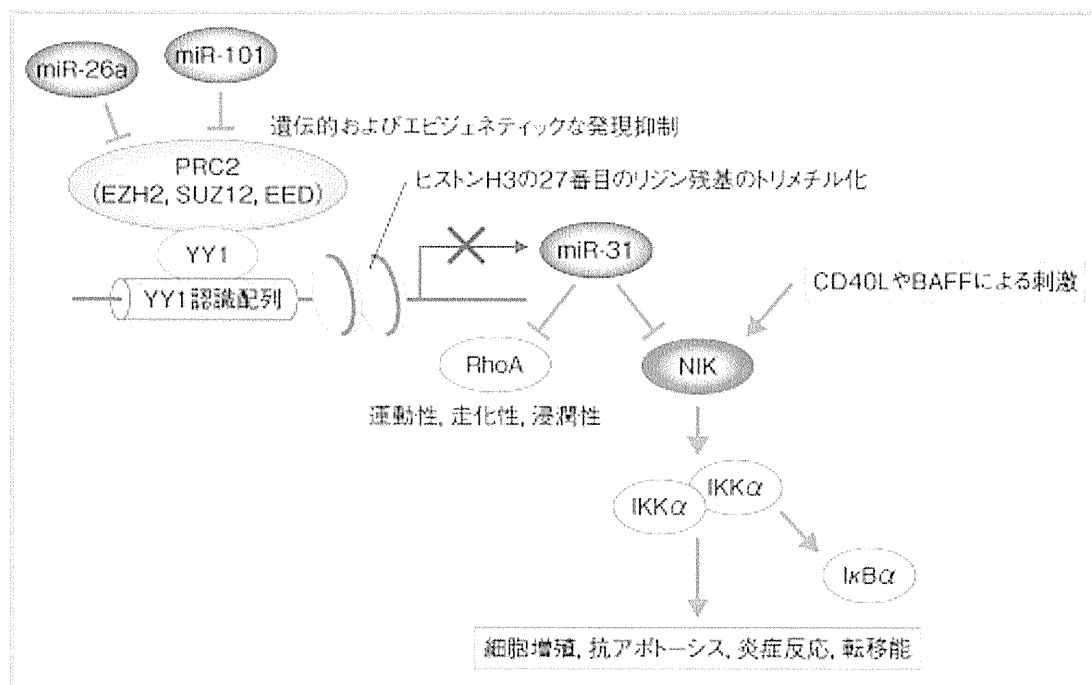 miR-26a
miR-101
遺伝的およびエピジェネティックな発現抑制
PRC2
(EZH2, SUZ12, EED)
ヒストンH3の27番目のリジン残基のトリメチル化
YY1
miR-31
YY1認識配列
CD40LやBAFFによる刺激
RhoA
NIK
運動性, 走化性, 浸潤性
IKKα
IKKα
IκBα
細胞増殖, 抗アポトーシス, 炎症反応, 転移能